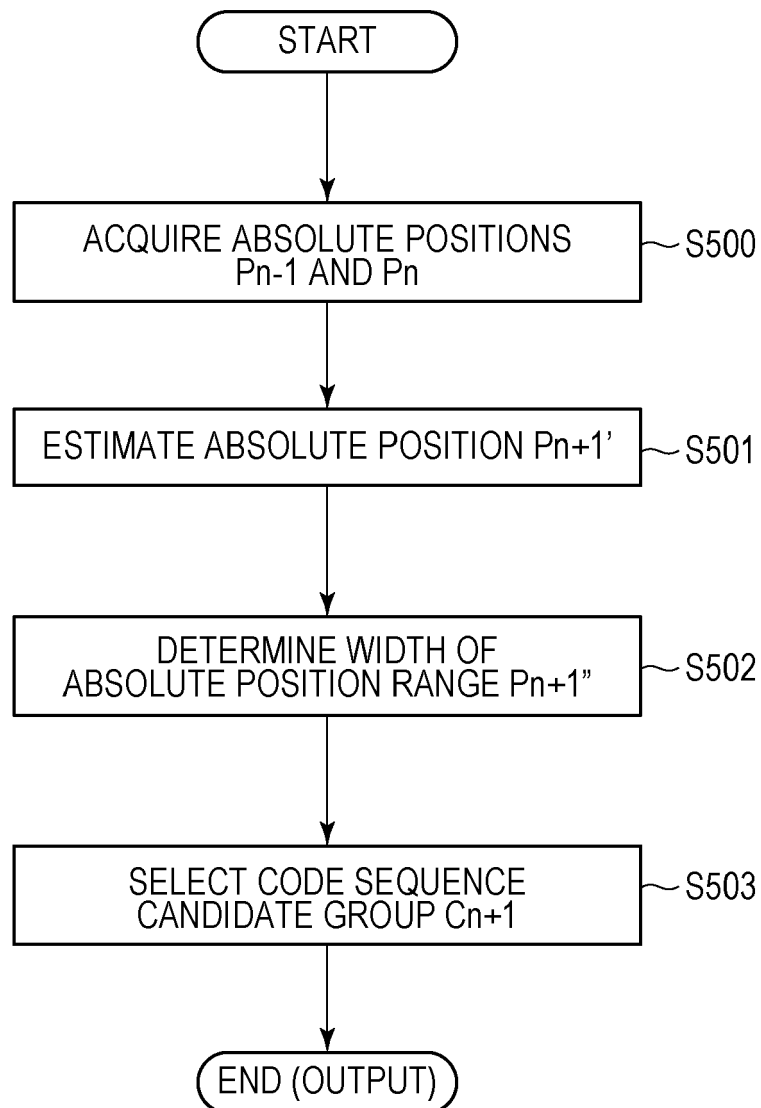 START
ACQUIRE ABSOLUTE POSITIONS
Pn-1 AND Pn
S500
ESTIMATE ABSOLUTE POSITION Pn+1’
S501
DETERMINE WIDTH OF
ABSOLUTE POSITION RANGE Pn+1”
S502
SELECT CODE SEQUENCE
CANDIDATE GROUP Cn+1
S503
END (OUTPUT)